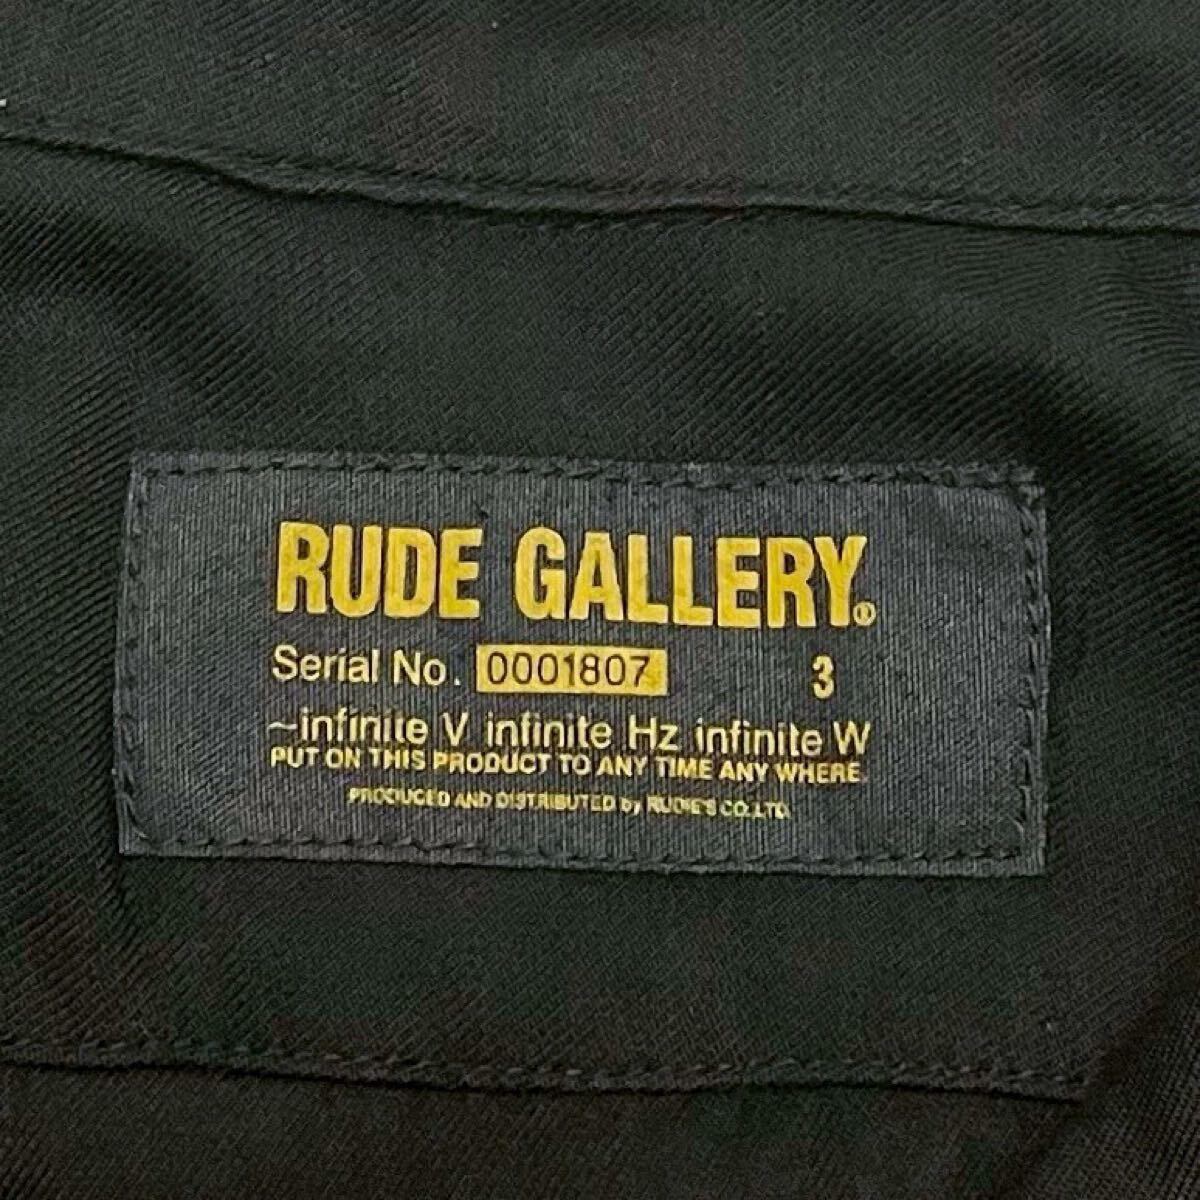 RUDE GALLERY®
Serial No. 0001807 3
~infinite V infinite Hz infinite W
PUT ON THIS PRODUCT TO ANY TIME ANY WHERE.
PRODUCED AND DISTRIBUTED by RUDIE'S CO.,LTD.